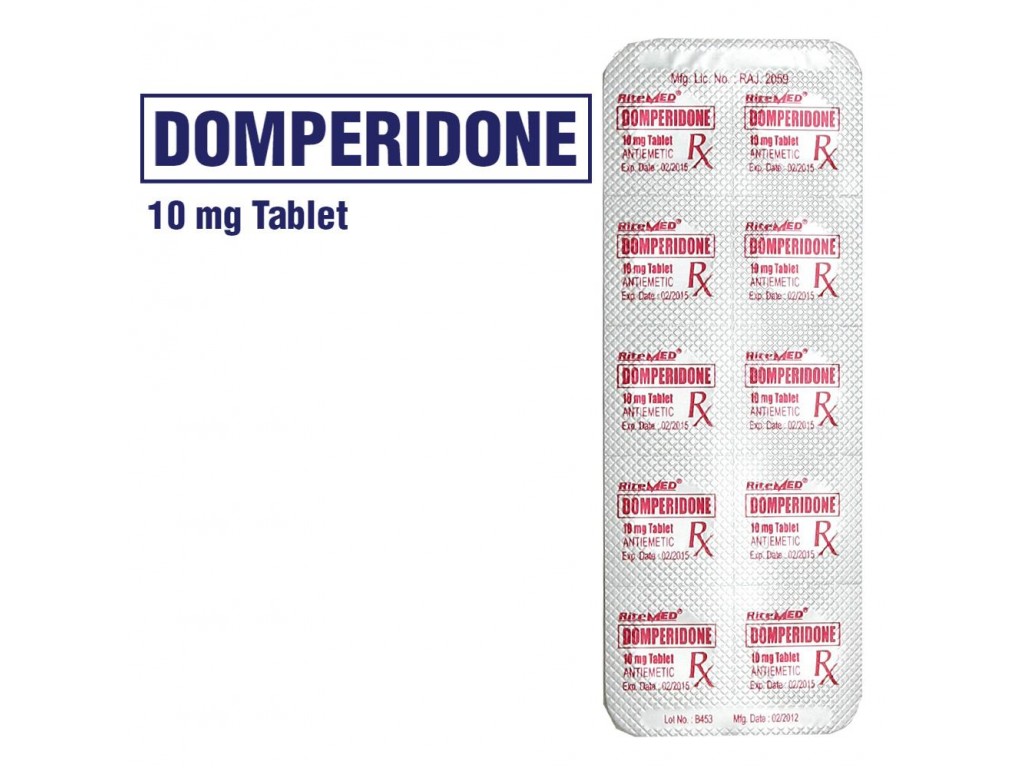 DOMPERIDONE
10 mg Tablet
Mfg. Lic. No. : RAJ. 2059
RiteMED® RiteMED®
DOMPERIDONE DOMPERIDONE
10 mg Tablet Rx 10 mg Tablet Rx
ANTIEMETIC ANTIEMETIC
Exp. Date : 02/2015 Exp. Date : 02/2015
RiteMED® RiteMED®
DOMPERIDONE DOMPERIDONE
10 mg Tablet Rx 10 mg Tablet Rx
ANTIEMETIC ANTIEMETIC
Exp. Date : 02/2015 Exp. Date : 02/2015
RiteMED® RiteMED®
DOMPERIDONE DOMPERIDONE
10 mg Tablet Rx 10 mg Tablet Rx
ANTIEMETIC ANTIEMETIC
Exp. Date : 02/2015 Exp. Date : 02/2015
RiteMED® RiteMED®
DOMPERIDONE DOMPERIDONE
10 mg Tablet Rx 10 mg Tablet Rx
ANTIEMETIC ANTIEMETIC
Exp. Date : 02/2015 Exp. Date : 02/2015
RiteMED® RiteMED®
DOMPERIDONE DOMPERIDONE
10 mg Tablet Rx 10 mg Tablet Rx
ANTIEMETIC ANTIEMETIC
Exp. Date : 02/2015 Exp. Date : 02/2015
Lot No. : B453 Mfg. Date : 02/2012